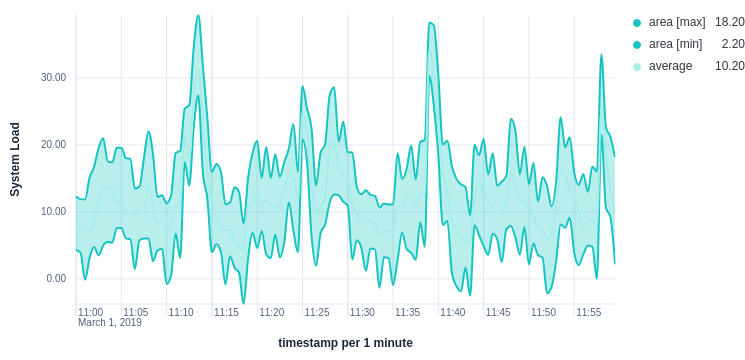 area [max] 18.20
area [min] 2.20
average 10.20
System Load
30.00
20.00
10.00
0.00
11:00 11:05 11:10 11:15 11:20 11:25 11:30 11:35 11:40 11:45 11:50 11:55
March 1, 2019
timestamp per 1 minute